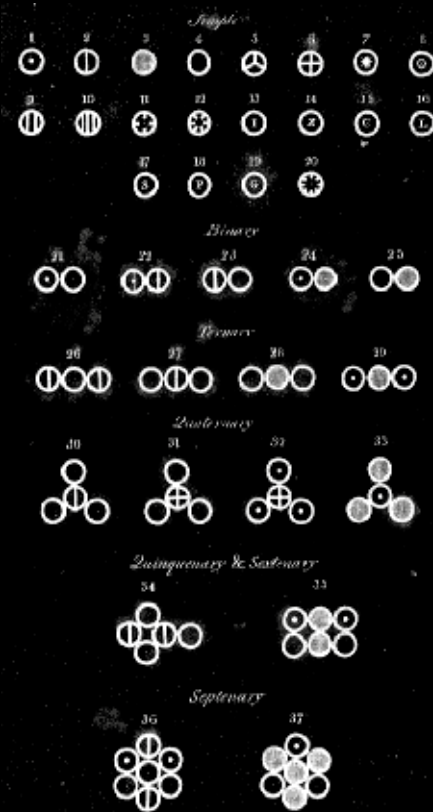 Simple
1 2 3 4 5 6 7 8
9 10 11 12 13 14 15 16
I Z C L
17 18 19 20
S P G
Binary
21 22 23 24 25
Ternary
26 27 28 29
Quaternary
30 31 32 33
Quinquenary & Sextenary
34 35
Septenary
36 37